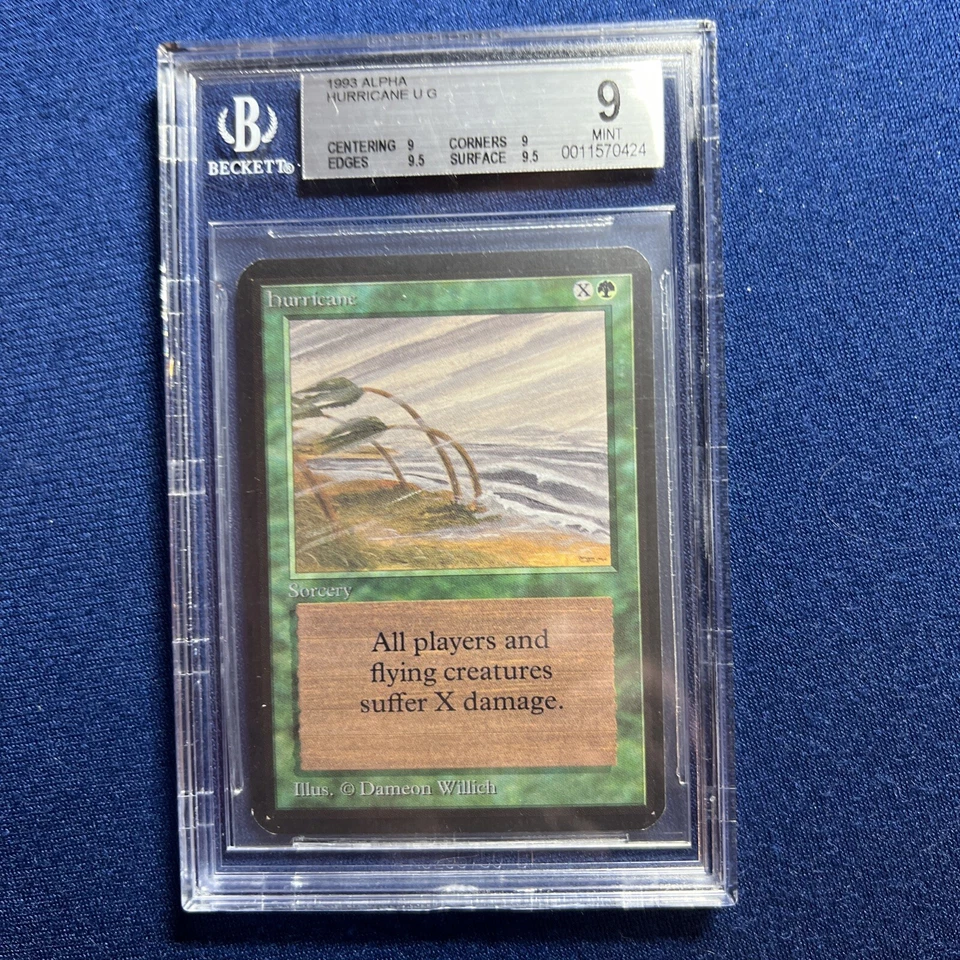 1993 ALPHA
HURRICANE U G
9
MINT
0011570424
CENTERING 9 CORNERS 9
EDGES 9.5 SURFACE 9.5
B
BECKETT®
Hurricane
X
Sorcery
All players and
flying creatures
suffer X damage.
Illus. © Dameon Willich